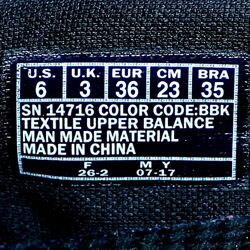 U.S. U.K. EUR CM BRA
6 3 36 23 35
SN 14716 COLOR CODE:BBK
TEXTILE UPPER BALANCE
MAN MADE MATERIAL
MADE IN CHINA
F M Y
26-2 07-17